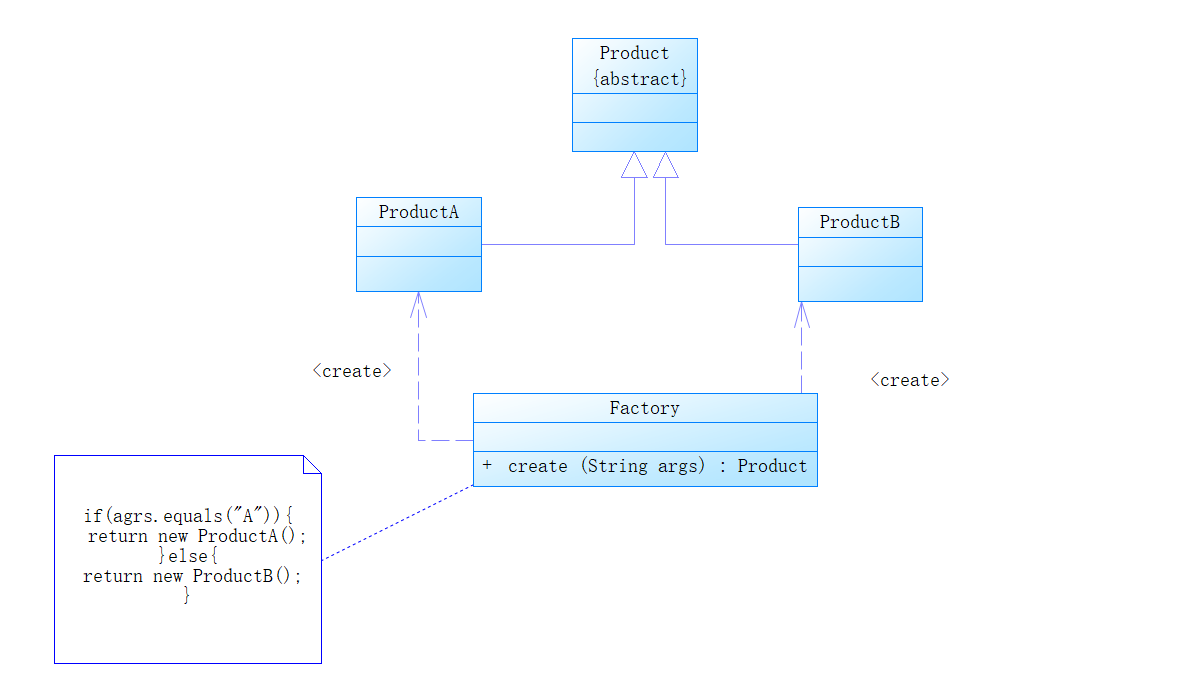 Product
{abstract}
ProductA
ProductB
<create>
<create>
Factory
+ create (String args) : Product
if(agrs.equals("A")){
return new ProductA();
}else{
return new ProductB();
}